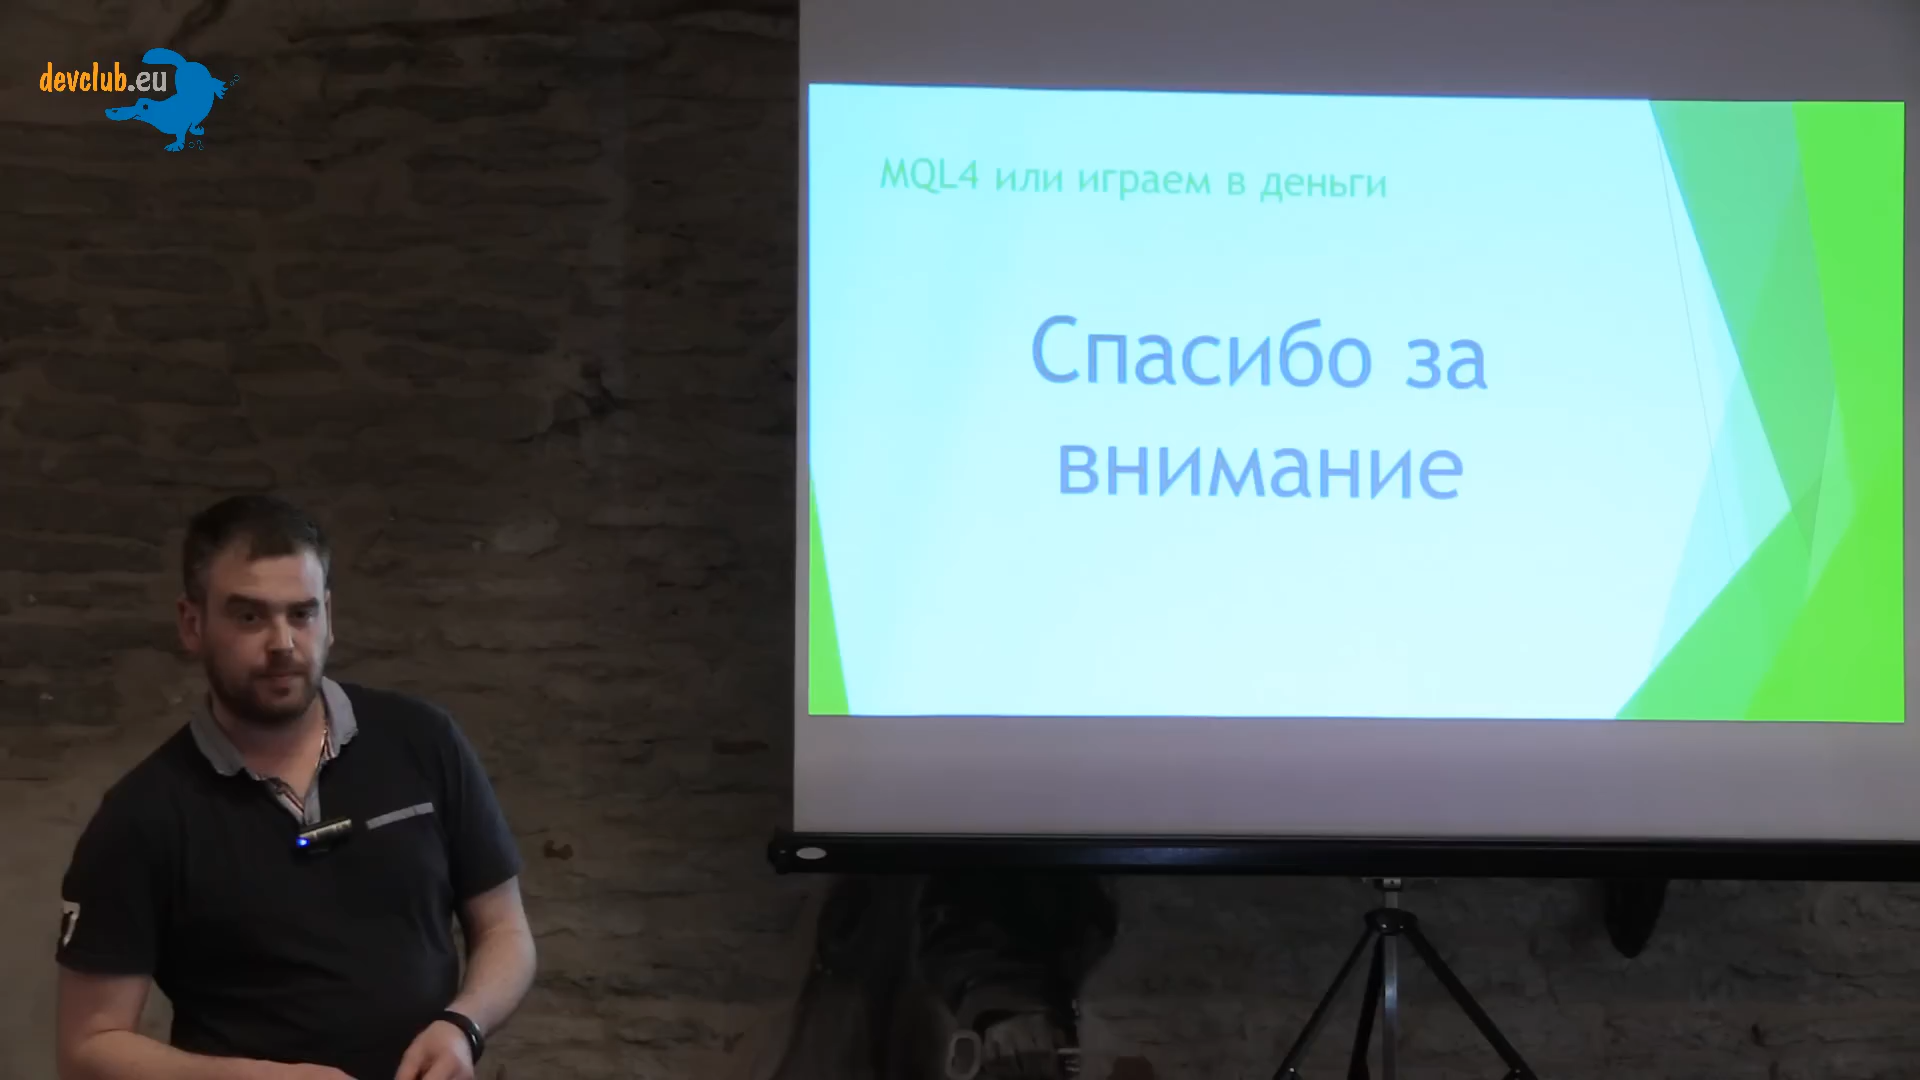 devclub.eu
MQL4 или играем в деньги
Спасибо за
внимание